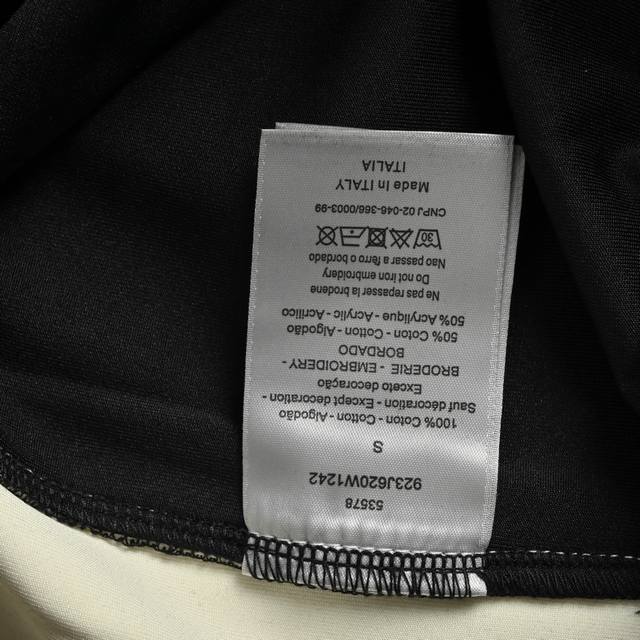 53578
923J620W1242
S
100% Coton - Cotton - Algodão
Sauf décoration - Except decoration -
Exceto decoração
BRODERIE - EMBROIDERY -
BORDADO
50% Coton - Cotton - Algodão
50% Acrylique - Acrylic - Acrilico
Ne pas repasser la broderie
Do not iron embroidery
Nao passar a ferro o bordado
30
CNPJ 02-046-366/0003-99
Made in ITALY
ITALIA